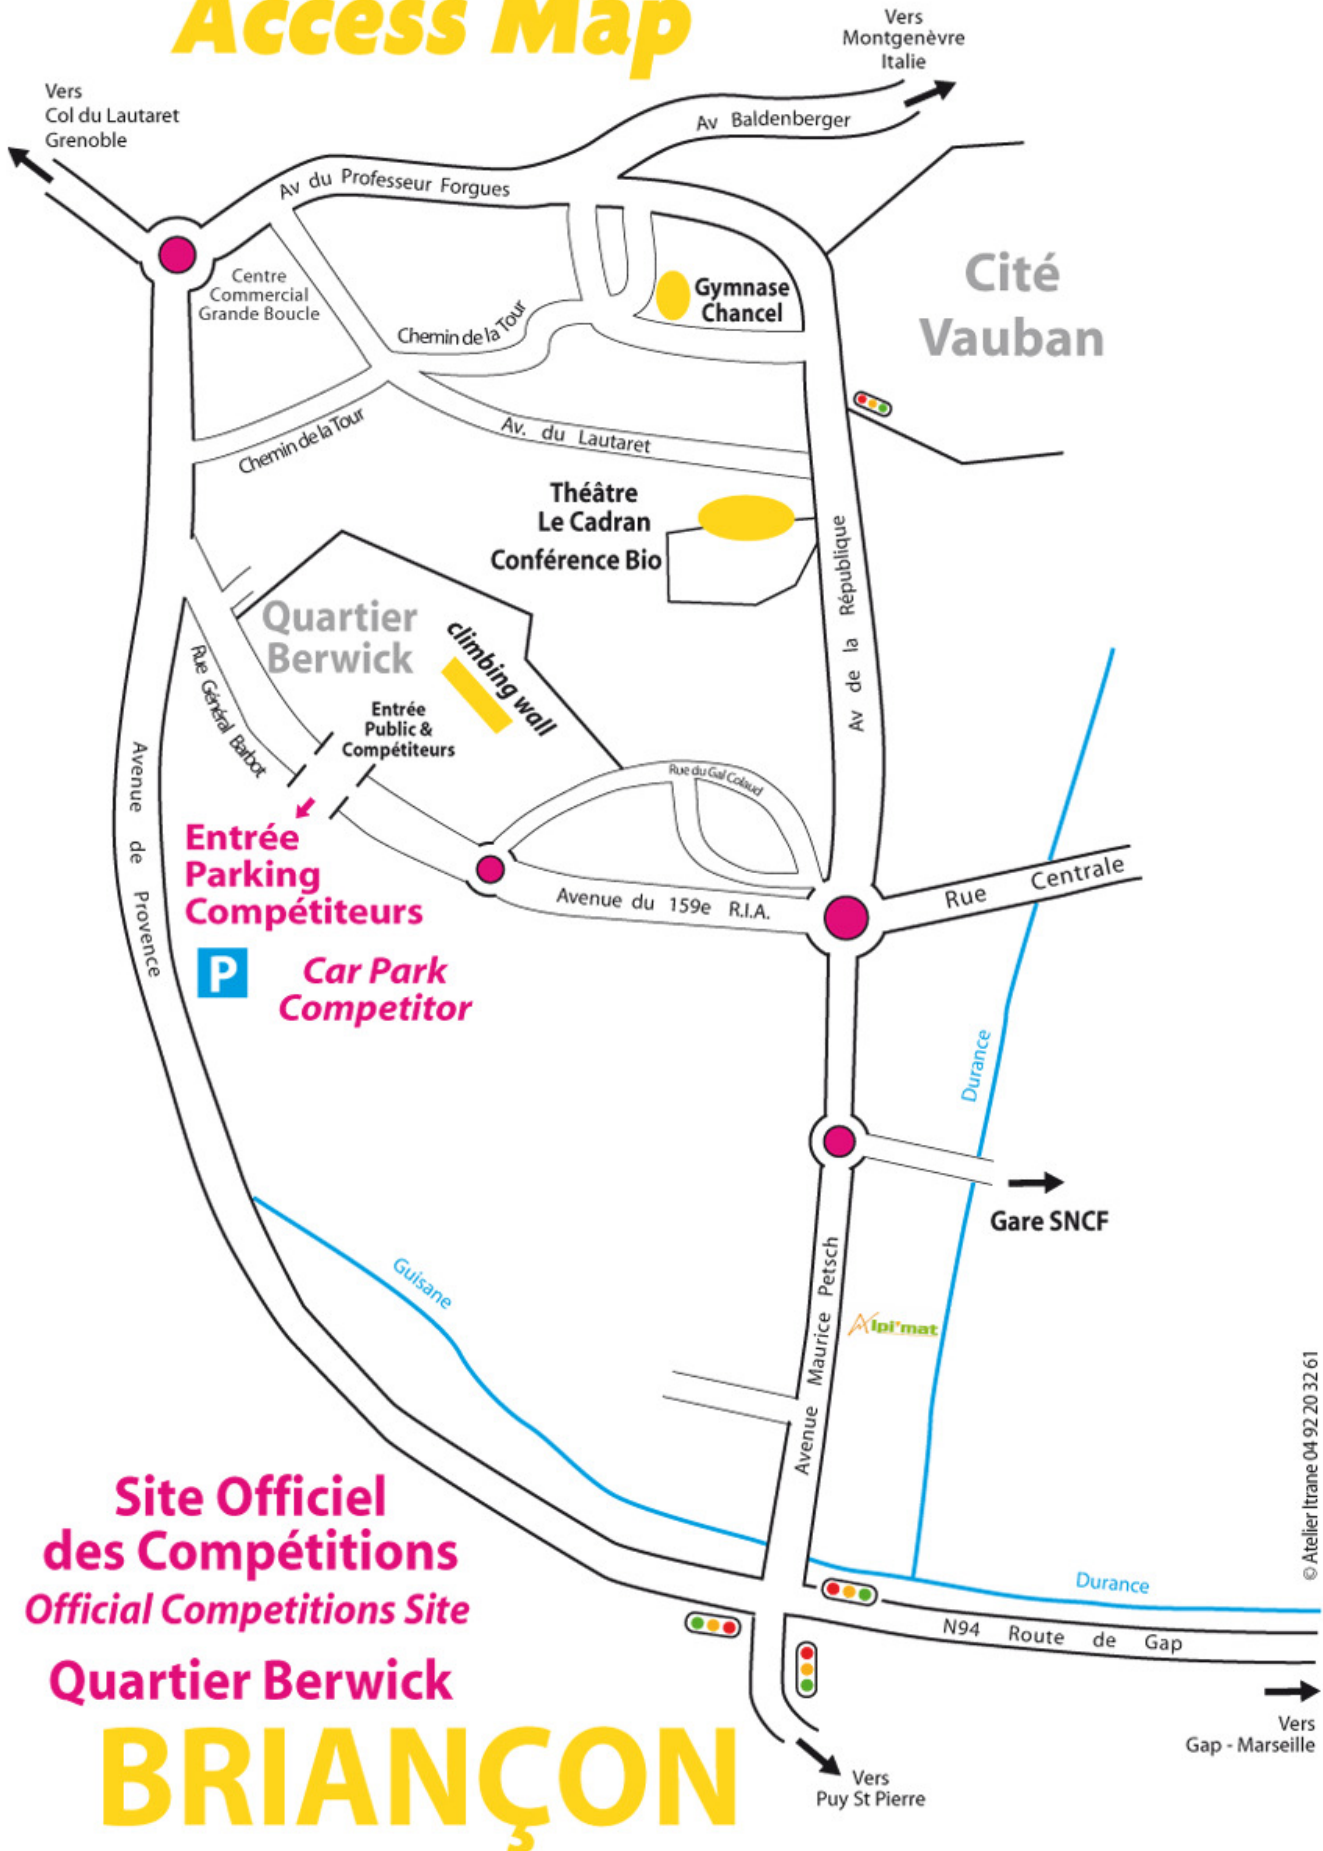 Access Map
Vers
Montgenèvre
Italie
Vers
Col du Lautaret
Grenoble
Av Baldenberger
Av du Professeur Forgues
Centre
Commercial
Grande Boucle
Gymnase
Chancel
Cité
Vauban
Chemin de la Tour
Chemin de la Tour
Av. du Lautaret
Théâtre
Le Cadran
Conférence Bio
Av de la République
Quartier
Berwick
climbing wall
Rue Général Barbot
Entrée
Public &
Compétiteurs
Rue du Gal Colaud
Avenue de Provence
Entrée
Parking
Compétiteurs
P
Car Park
Competitor
Avenue du 159e R.I.A.
Rue Centrale
Durance
Gare SNCF
Guisane
Avenue Maurice Petsch
Alpi'mat
© Atelier Itrane 04 92 20 32 61
Site Officiel
des Compétitions
Official Competitions Site
Quartier Berwick
BRIANÇON
Durance
N94 Route de Gap
Vers
Gap - Marseille
Vers
Puy St Pierre